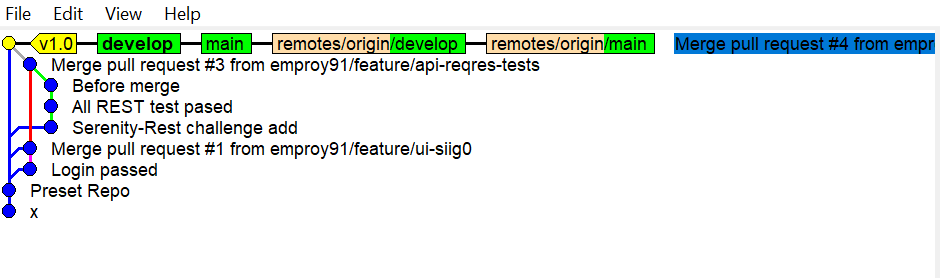 File Edit View Help
v1.0 develop main remotes/origin/develop remotes/origin/main Merge pull request #4 from empr
Merge pull request #3 from emproy91/feature/api-reqres-tests
Before merge
All REST test pased
Serenity-Rest challenge add
Merge pull request #1 from emproy91/feature/ui-siig0
Login passed
Preset Repo
x